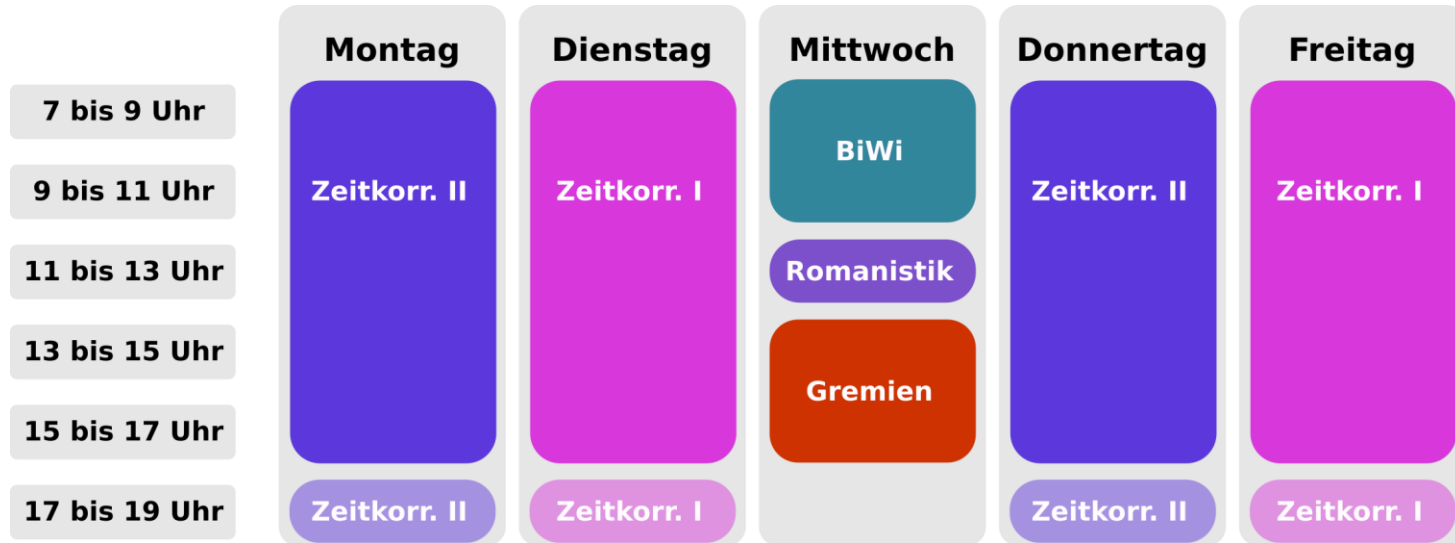 Montag Dienstag Mittwoch Donnertag Freitag
7 bis 9 Uhr
BiWi
9 bis 11 Uhr Zeitkorr. II Zeitkorr. I Zeitkorr. II Zeitkorr. I
11 bis 13 Uhr Romanistik
13 bis 15 Uhr
Gremien
15 bis 17 Uhr
17 bis 19 Uhr Zeitkorr. II Zeitkorr. I Zeitkorr. II Zeitkorr. I